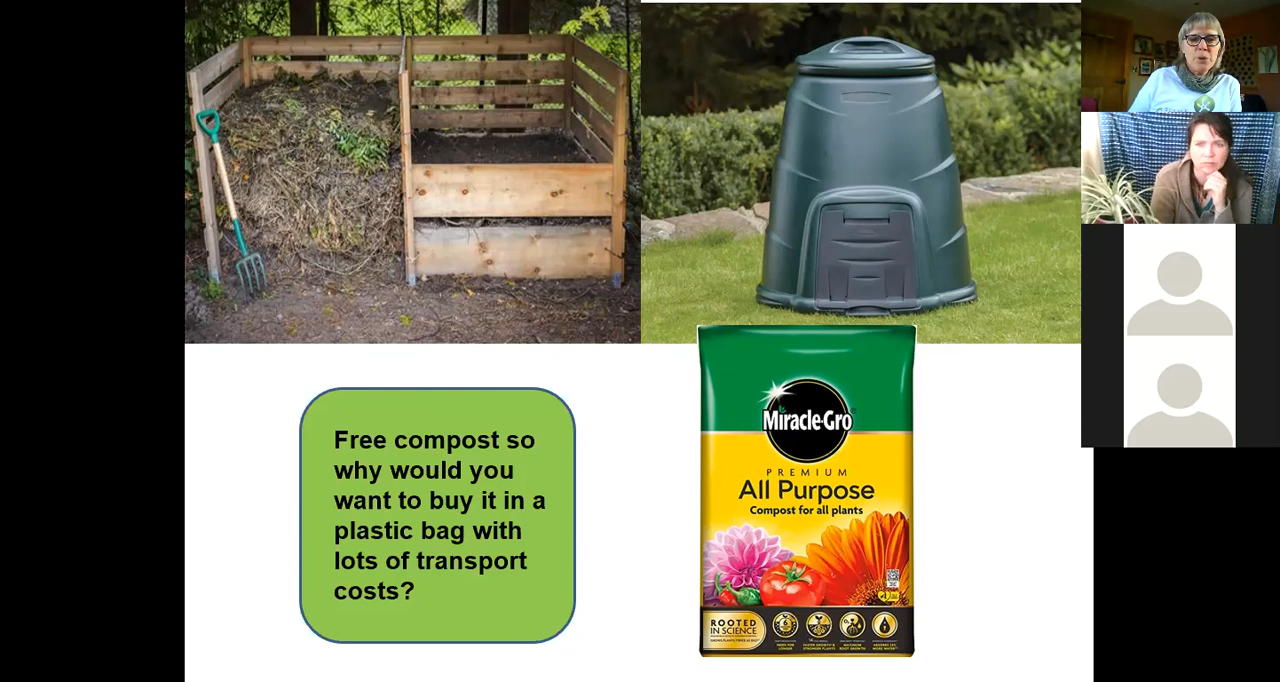 Free compost so
why would you
want to buy it in a
plastic bag with
lots of transport
costs?
Miracle-Gro
PREMIUM
All Purpose
Compost for all plants
ROOTED
IN SCIENCE